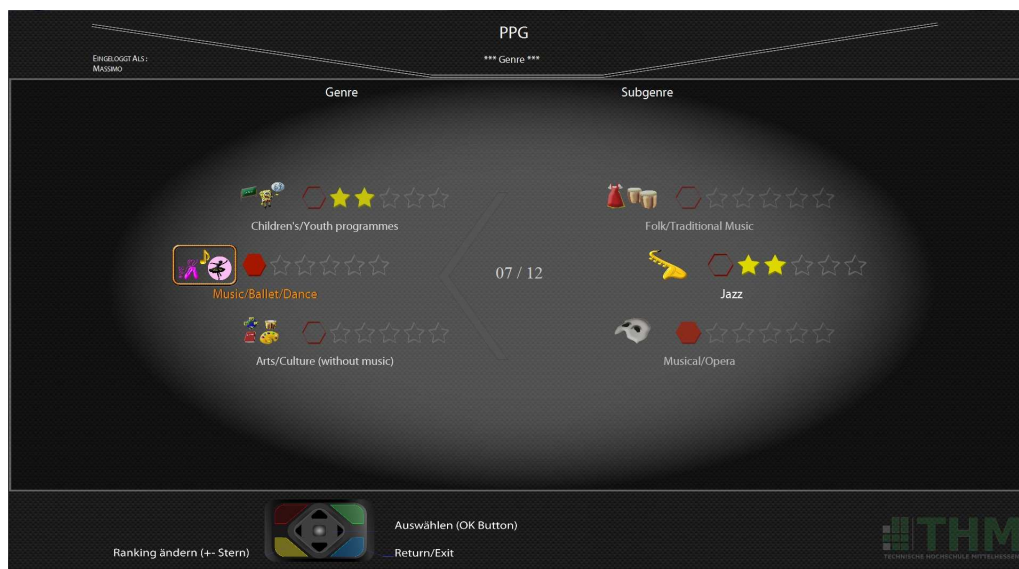 PPG
*** Genre ***
Eingeloggt Als :
Massimo
Genre
Subgenre
Children's/Youth programmes
Folk/Traditional Music
Music/Ballet/Dance
07 / 12
Jazz
Arts/Culture (without music)
Musical/Opera
Auswählen (OK Button)
Ranking ändern (+- Stern)
Return/Exit
THM
TECHNISCHE HOCHSCHULE MITTELHESSEN